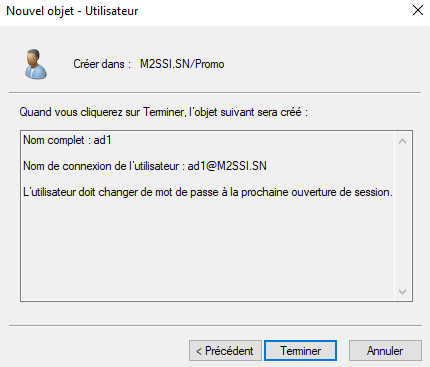 Nouvel objet - Utilisateur
Créer dans : M2SSI.SN/Promo
Quand vous cliquerez sur Terminer, l'objet suivant sera créé :
Nom complet : ad1
Nom de connexion de l'utilisateur : ad1@M2SSI.SN
L'utilisateur doit changer de mot de passe à la prochaine ouverture de session.
< Précédent Terminer Annuler